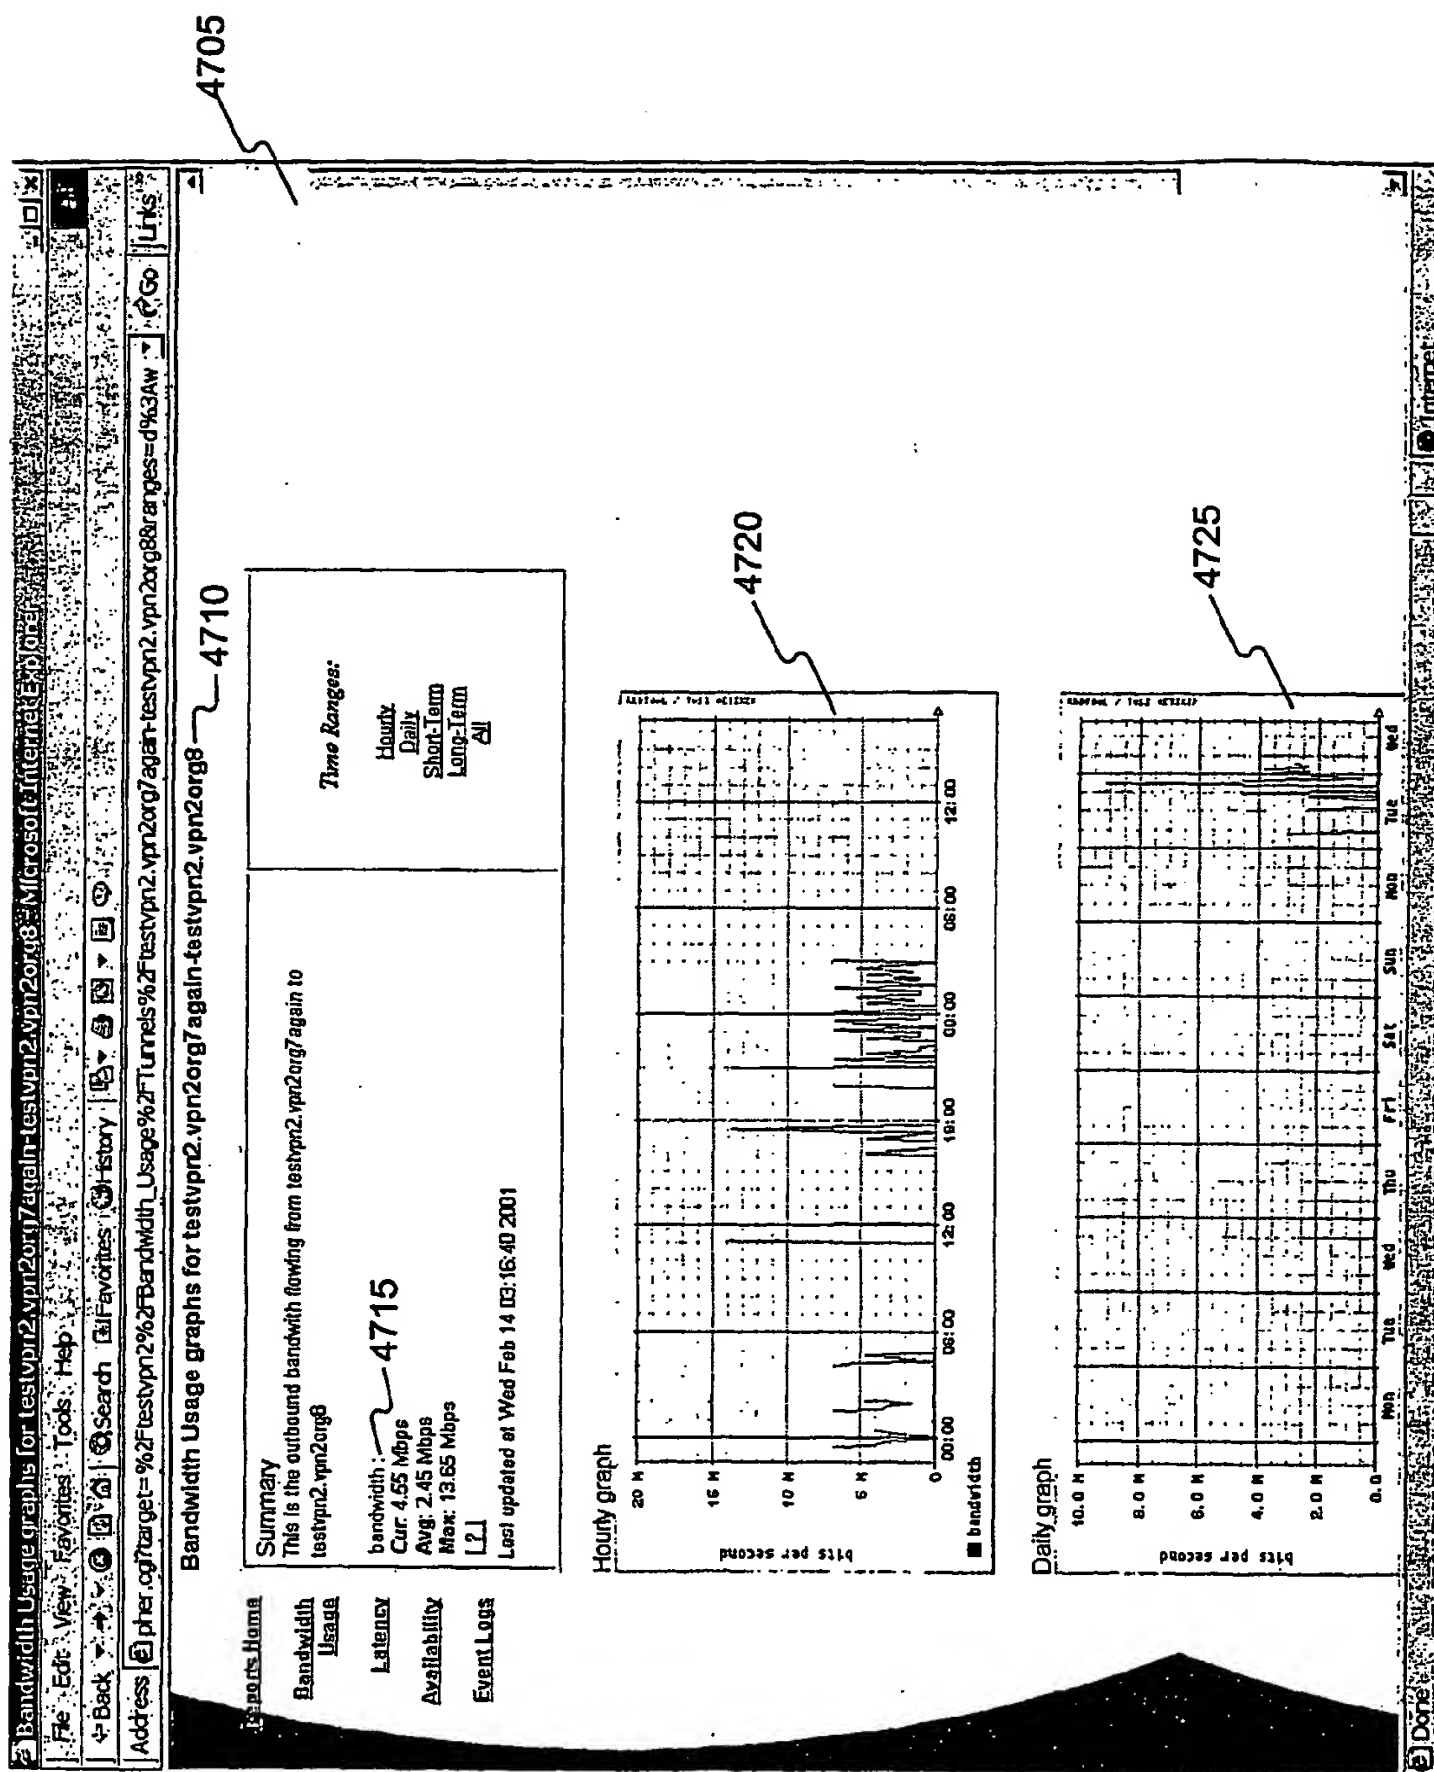 Bandwidth Usage graphs for testvpn2.vpn2org7again-testvpn2.vpn2org8 - Microsoft Internet Explorer
File Edit View Favorites Tools Help
Back Search Favorites History
Address pher.cgi?target=%2Ftestvpn2%2FBandwidth_Usage%2FTunnels%2Ftestvpn2.vpn2org7again-testvpn2.vpn2org8&ranges=d%3Aw Go Links
4705
Bandwidth Usage graphs for testvpn2.vpn2org7again-testvpn2.vpn2org8
4710
Reports Home
Bandwidth
Usage
Latency
Availability
Event Logs
Summary
This is the outbound bandwith flowing from testvpn2.vpn2org7again to
testvpn2.vpn2org8
bandwidth:
4715
Cur: 4.55 Mbps
Avg: 2.45 Mbps
Max: 13.65 Mbps
[?]
Last updated at Wed Feb 14 03:16:40 2001
Time Ranges:
Hourly
Daily
Short-Term
Long-Term
All
Hourly graph
4720
bits per second
20 M
15 M
10 M
5 M
0
00:00 06:00 12:00 18:00 00:00 06:00 12:00
bandwidth
Daily graph
4725
bits per second
10.0 M
8.0 M
6.0 M
4.0 M
2.0 M
0.0
Mon Tue Wed Thu Fri Sat Sun Mon Tue Wed
Done Internet